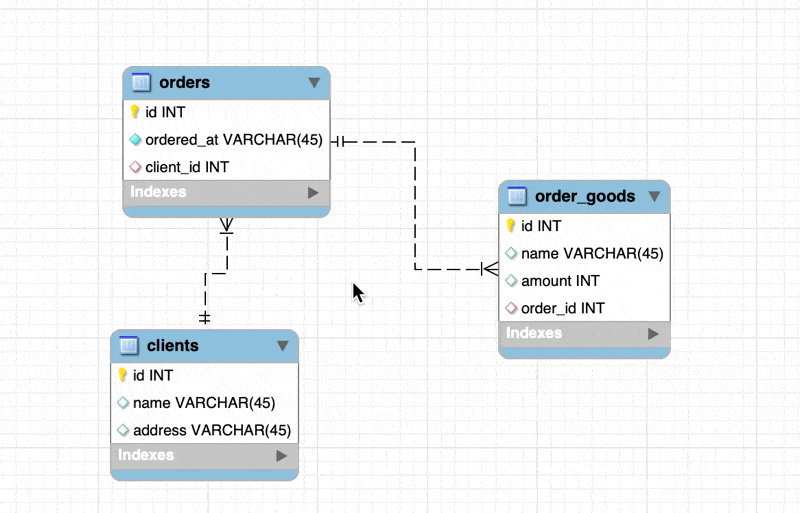 orders
id INT
ordered_at VARCHAR(45)
client_id INT
Indexes
order_goods
id INT
name VARCHAR(45)
amount INT
order_id INT
Indexes
clients
id INT
name VARCHAR(45)
address VARCHAR(45)
Indexes